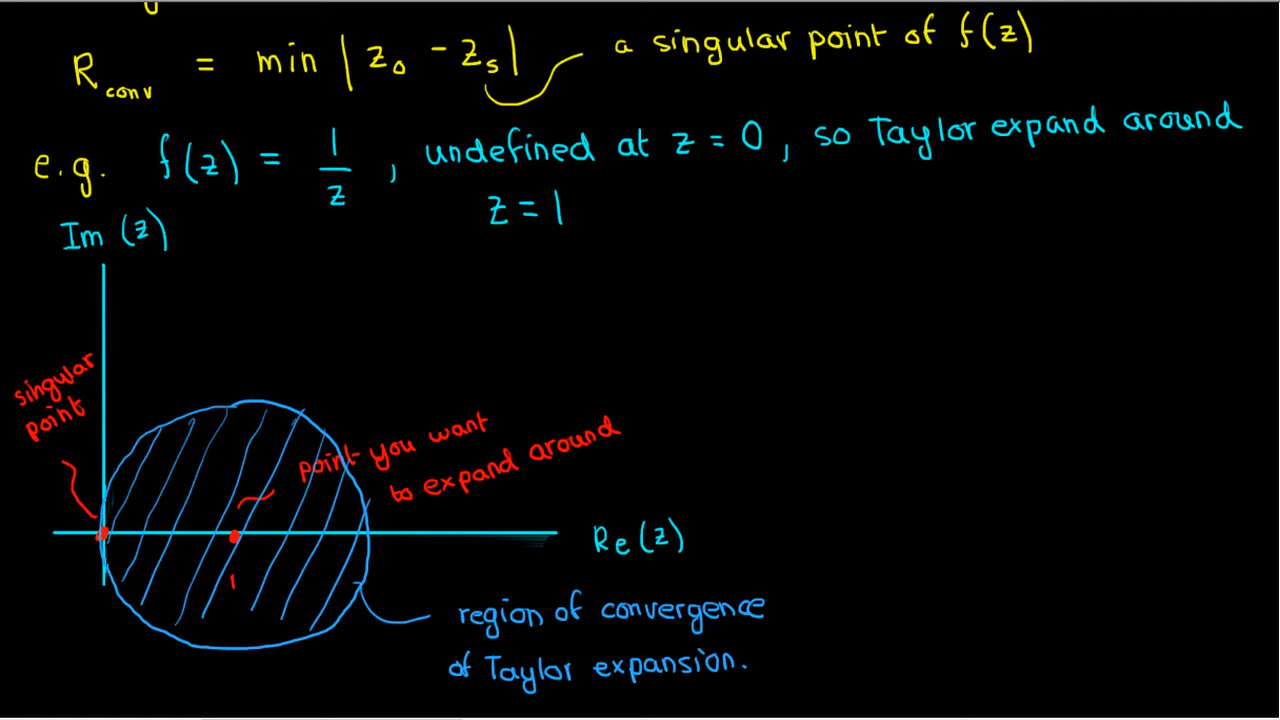 R_conv = min |z_0 - z_s| a singular point of f(z)
e.g. f(z) = 1/z , undefined at z = 0 , so Taylor expand around
z = 1
Im (z)
singular
point
point you want
to expand around
Re(z)
1
region of convergence
of Taylor expansion.